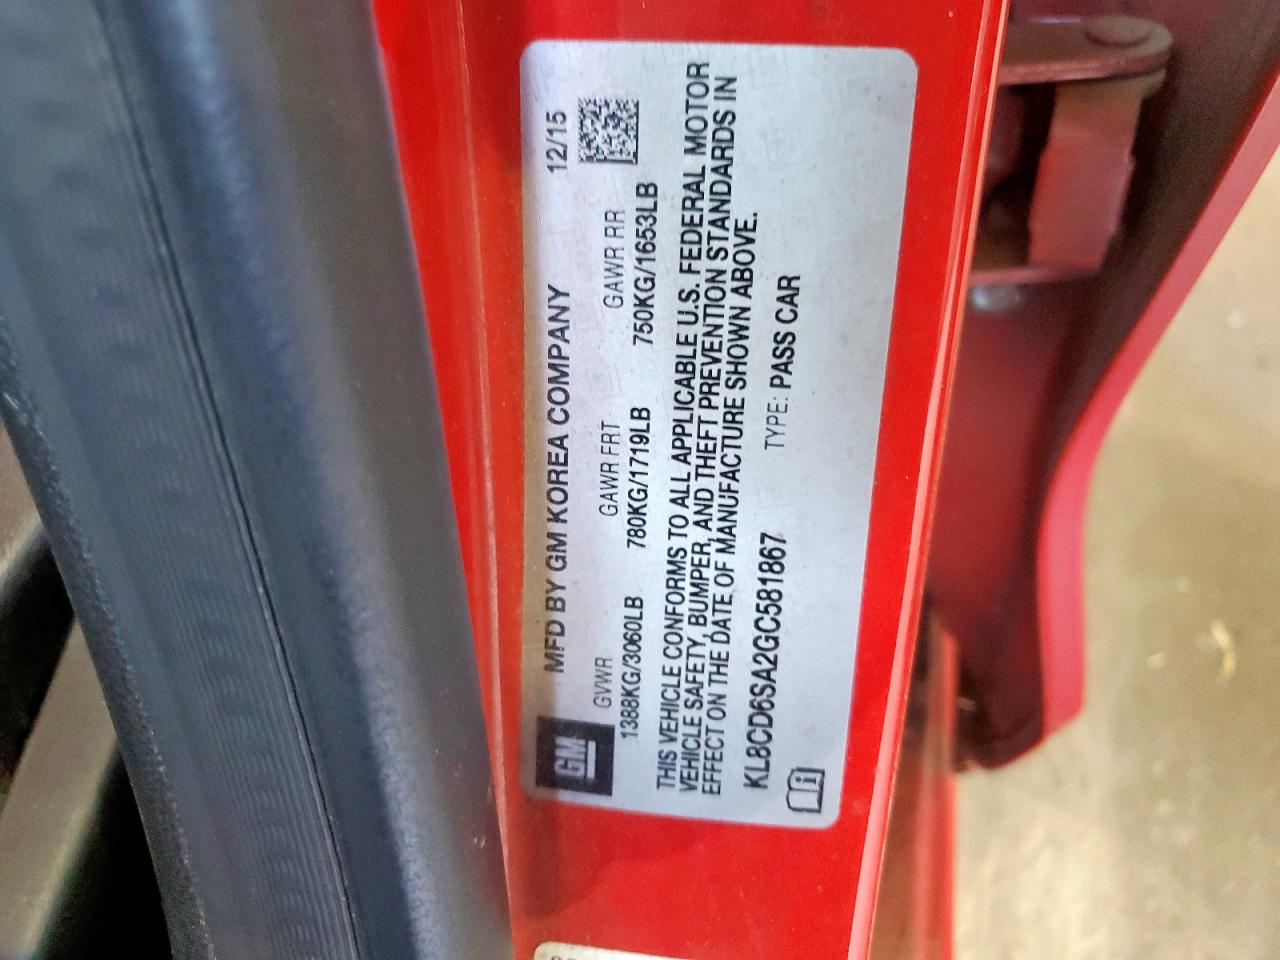 GM
MFD BY GM KOREA COMPANY 12/15
GVWR GAWR FRT GAWR RR
1388KG/3060LB 780KG/1719LB 750KG/1653LB
THIS VEHICLE CONFORMS TO ALL APPLICABLE U.S. FEDERAL MOTOR
VEHICLE SAFETY, BUMPER, AND THEFT PREVENTION STANDARDS IN
EFFECT ON THE DATE OF MANUFACTURE SHOWN ABOVE.
KL8CD6SA2GC581867 TYPE: PASS CAR